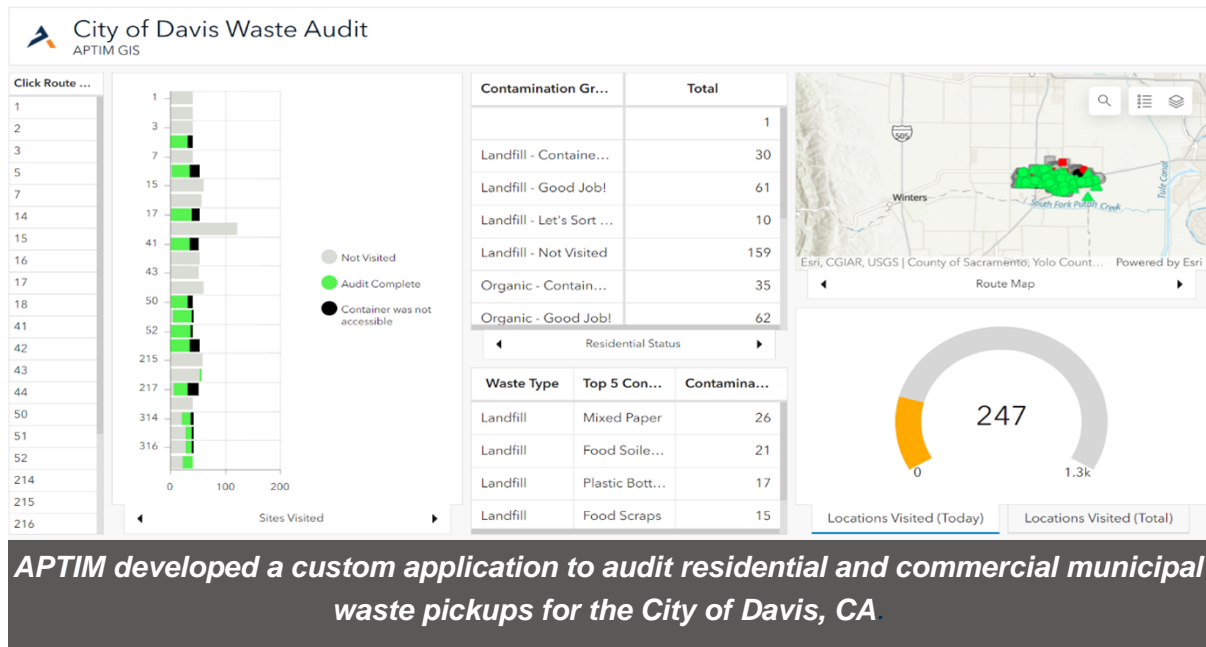 City of Davis Waste Audit
APTIM GIS
Click Route ...
1
2
3
5
7
14
15
16
17
18
41
42
43
44
50
51
52
214
215
216
1
3
7
15
17
41
43
50
52
215
217
314
316
0 100 200
Not Visited
Audit Complete
Container was not
accessible
Sites Visited
Contamination Gr... Total
1
Landfill - Containe... 30
Landfill - Good Job! 61
Landfill - Let's Sort ... 10
Landfill - Not Visited 159
Organic - Contain... 35
Organic - Good Job! 62
Residential Status
Waste Type Top 5 Con... Contamina...
Landfill Mixed Paper 26
Landfill Food Soile... 21
Landfill Plastic Bott... 17
Landfill Food Scraps 15
505
Winters
South Fork Putah Creek
Tule Canal
Esri, CGIAR, USGS | County of Sacramento, Yolo Count... Powered by Esri
Route Map
247
0 1.3k
Locations Visited (Today) Locations Visited (Total)
APTIM developed a custom application to audit residential and commercial municipal
waste pickups for the City of Davis, CA.